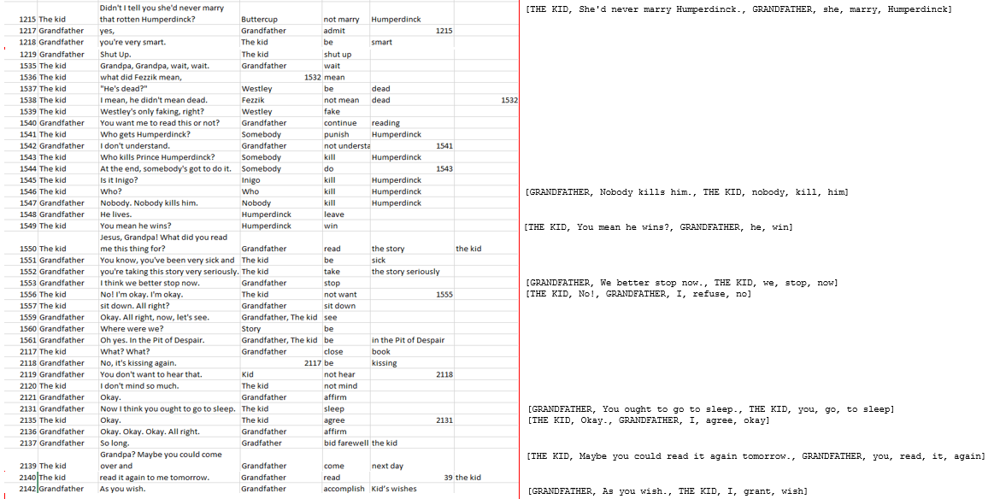 Didn't I tell you she'd never marry
1215 The kid that rotten Humperdinck? Buttercup not marry Humperdinck [THE KID, She'd never marry Humperdinck., GRANDFATHER, she, marry, Humperdinck]
1217 Grandfather yes, Grandfather admit 1215
1218 Grandfather you're very smart. The kid be smart
1219 Grandfather Shut Up. The kid shut up
1535 The kid Grandpa, Grandpa, wait, wait. Grandfather wait
1536 The kid what did Fezzik mean, 1532 mean
1537 The kid "He's dead?" Westley be dead
1538 The kid I mean, he didn't mean dead. Fezzik not mean dead 1532
1539 The kid Westley's only faking, right? Westley fake
1540 Grandfather You want me to read this or not? Grandfather continue reading
1541 The kid Who gets Humperdinck? Somebody punish Humperdinck
1542 Grandfather I don't understand. Grandfather not understa 1541
1543 The kid Who kills Prince Humperdinck? Somebody kill Humperdinck
1544 The kid At the end, somebody's got to do it. Somebody do 1543
1545 The kid Is it Inigo? Inigo kill Humperdinck
1546 The kid Who? Who kill Humperdinck [GRANDFATHER, Nobody kills him., THE KID, nobody, kill, him]
1547 Grandfather Nobody. Nobody kills him. Nobody kill Humperdinck
1548 Grandfather He lives. Humperdinck leave
1549 The kid You mean he wins? Humperdinck win [THE KID, You mean he wins?, GRANDFATHER, he, win]
Jesus, Grandpa! What did you read
1550 The kid me this thing for? Grandfather read the story the kid
1551 Grandfather You know, you've been very sick and The kid be sick
1552 Grandfather you're taking this story very seriously. The kid take the story seriously
1553 Grandfather I think we better stop now. Grandfather stop [GRANDFATHER, We better stop now., THE KID, we, stop, now]
1556 The kid No! I'm okay. I'm okay. The kid not want 1555 [THE KID, No!, GRANDFATHER, I, refuse, no]
1557 The kid sit down. All right? Grandfather sit down
1559 Grandfather Okay. All right, now, let's see. Grandfather, The kid see
1560 Grandfather Where were we? Story be
1561 Grandfather Oh yes. In the Pit of Despair. Grandfather, The kid be in the Pit of Despair
2117 The kid What? What? Grandfather close book
2118 Grandfather No, it's kissing again. 2117 be kissing
2119 Grandfather You don't want to hear that. Kid not hear 2118
2120 The kid I don't mind so much. The kid not mind
2121 Grandfather Okay. Grandfather affirm
2131 Grandfather Now I think you ought to go to sleep. The kid sleep [GRANDFATHER, You ought to go to sleep., THE KID, you, go, to sleep]
2135 The kid Okay. The kid agree 2131 [THE KID, Okay., GRANDFATHER, I, agree, okay]
2136 Grandfather Okay. Okay. Okay. All right. Grandfather affirm
2137 Grandfather So long. Gradfather bid farewell the kid
Grandpa? Maybe you could come
2139 The kid over and Grandfather come next day [THE KID, Maybe you could read it again tomorrow., GRANDFATHER, you, read, it, again]
2140 The kid read it again to me tomorrow. Grandfather read 39 the kid
2142 Grandfather As you wish. Grandfather accomplish Kid's wishes [GRANDFATHER, As you wish., THE KID, I, grant, wish]